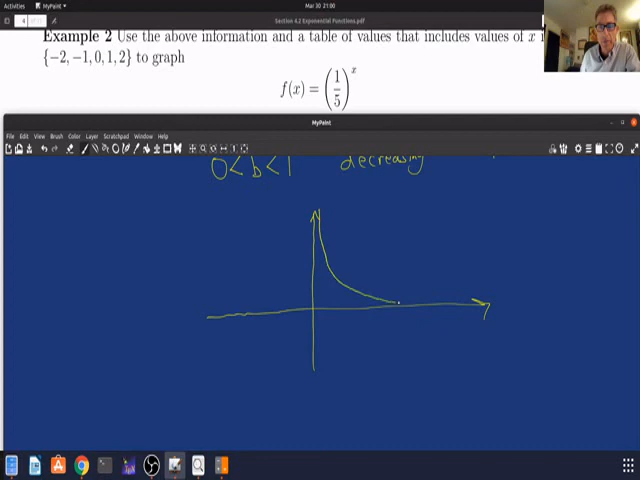 Activities MyPaint Mar 30 21:00
4 Section 4.2 Exponential Functions.pdf
Example 2 Use the above information and a table of values that includes values of x
{−2, −1, 0, 1, 2} to graph
f(x) = (1/5)^x
MyPaint
File Edit View Brush Color Layer Scratchpad Window Help
0 < b < 1 decreasing